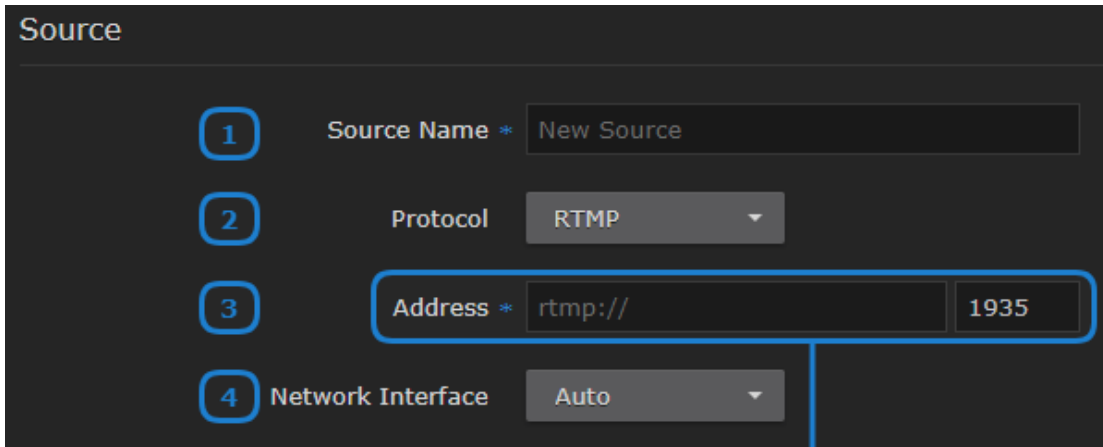 Source
1 Source Name * New Source
2 Protocol RTMP
3 Address * rtmp:// 1935
4 Network Interface Auto